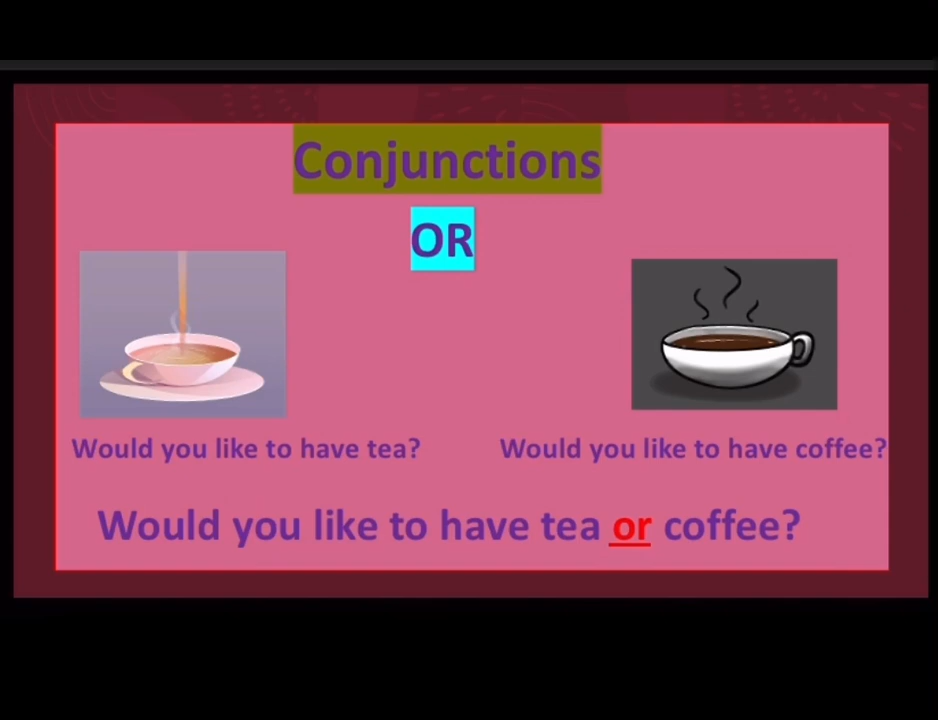 Conjunctions
OR
Would you like to have tea?
Would you like to have coffee?
Would you like to have tea or coffee?